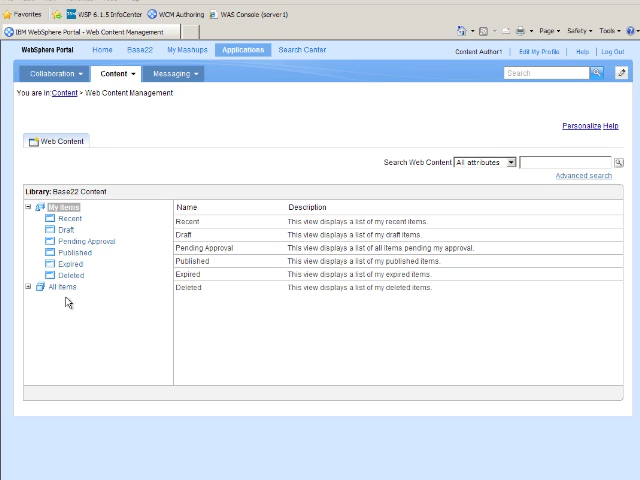 Favorites WSP 6.1.5 InfoCenter WCM Authoring WAS Console (server1)
IBM WebSphere Portal - Web Content Management Page Safety Tools
WebSphere Portal Home Base22 My Mashups Applications Search Center Content Author1 Edit My Profile Help Log Out
Collaboration Content Messaging Search
You are in: Content > Web Content Management
Personalize Help
Web Content
Search Web Content All attributes
Advanced search
Library: Base22 Content
My Items Name Description
Recent Recent This view displays a list of my recent items.
Draft Draft This view displays a list of my draft items.
Pending Approval Pending Approval This view displays a list of all items pending my approval.
Published Published This view displays a list of my published items.
Expired Expired This view displays a list of my expired items.
Deleted Deleted This view displays a list of my deleted items.
All Items